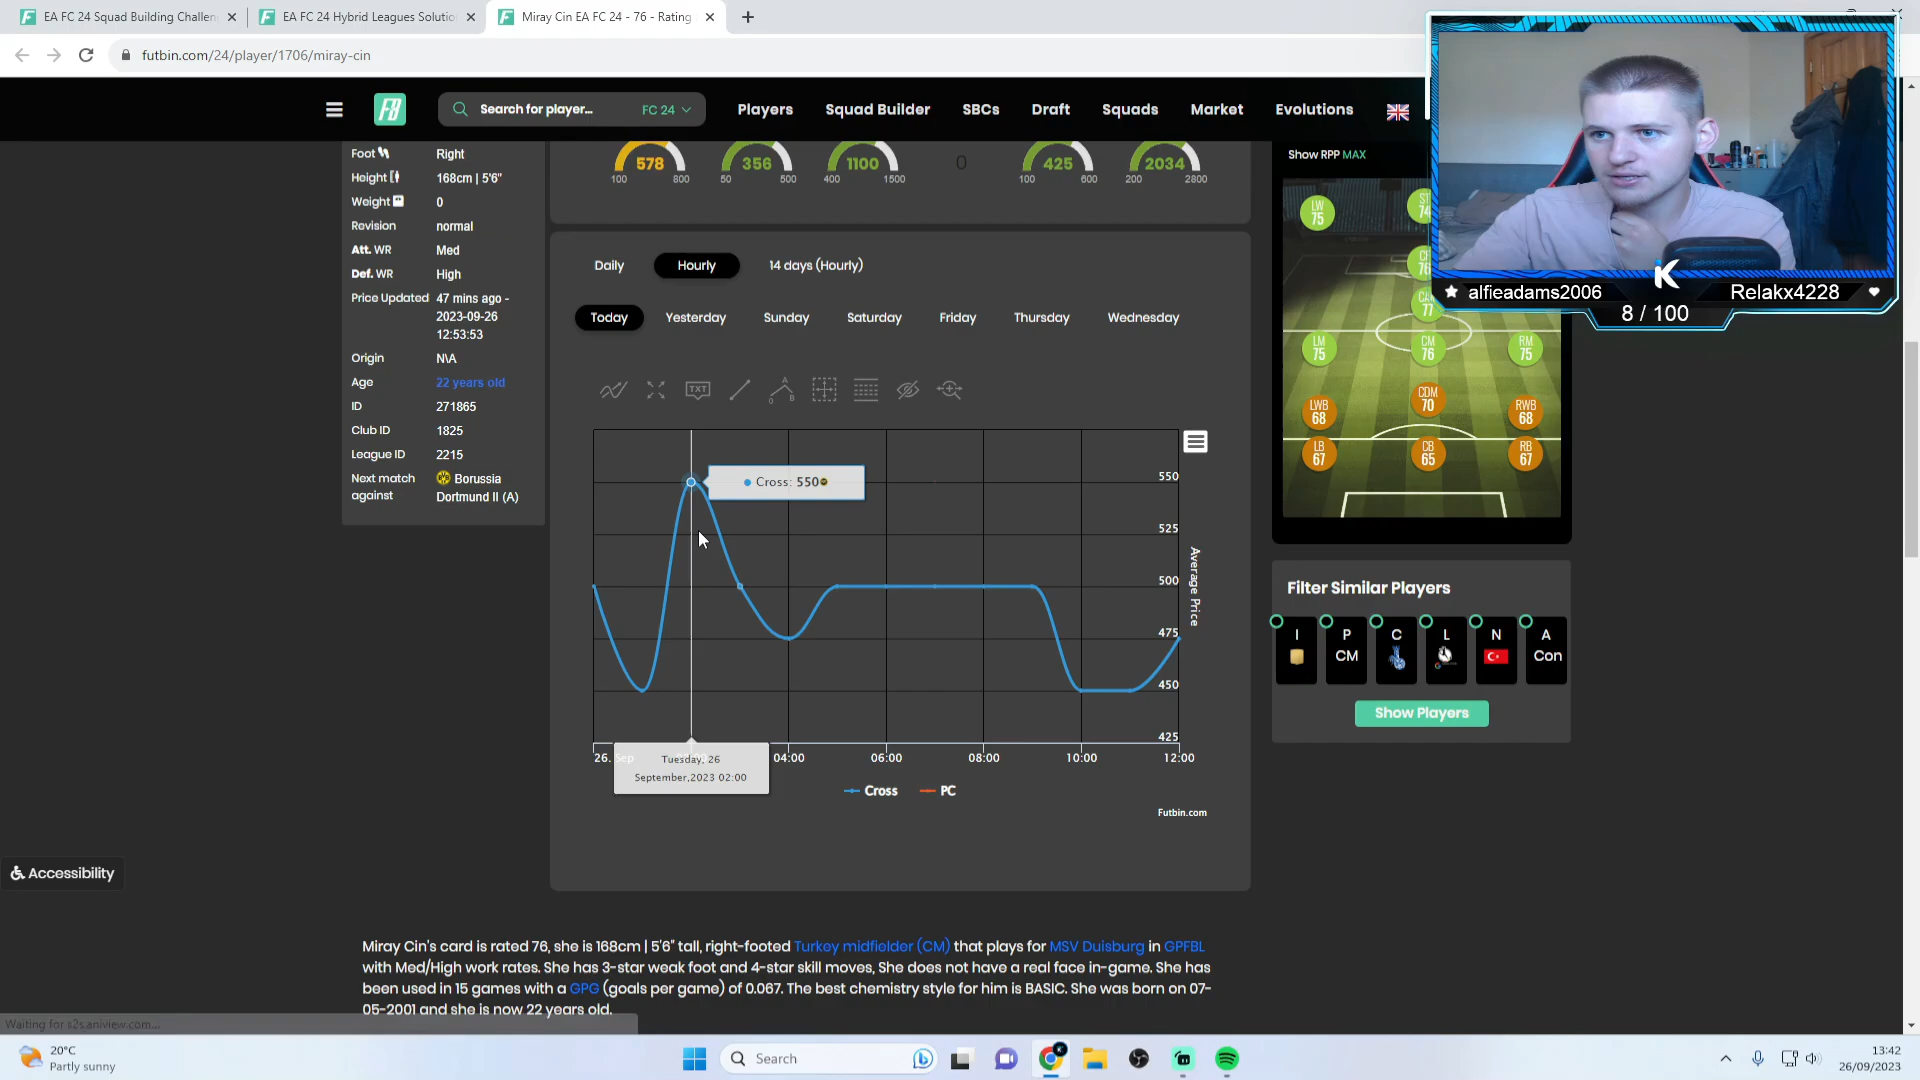 EA FC 24 Squad Building Challen
EA FC 24 Hybrid Leagues Solutio
Miray Cin EA FC 24 - 76 - Rating
futbin.com/24/player/1706/miray-cin
FB
Search for player...
FC 24
Players
Squad Builder
SBCs
Draft
Squads
Market
Evolutions
Foot
Right
Height
168cm | 5'6"
Weight
0
Revision
normal
Att. WR
Med
Def. WR
High
Price Updated
47 mins ago -
2023-09-26
12:53:53
Origin
N\A
Age
22 years old
ID
271865
Club ID
1825
League ID
2215
Next match
against
Borussia
Dortmund II (A)
578
100
800
356
50
500
1100
400
1500
0
425
100
600
2034
200
2800
Daily
Hourly
14 days (Hourly)
Today
Yesterday
Sunday
Saturday
Friday
Thursday
Wednesday
TXT
Cross: 550
550
525
500
475
450
425
Average Price
26. Sep
04:00
06:00
08:00
10:00
12:00
Tuesday, 26
September,2023 02:00
Cross
PC
Futbin.com
Show RPP MAX
LW
75
ST
74
76
77
LM
75
CM
76
RM
75
LWB
68
CDM
70
RWB
68
LB
67
CB
65
RB
67
K
alfieadams2006
Relakx4228
8 / 100
Filter Similar Players
I
P
CM
C
L
N
A
Con
Show Players
Accessibility
Miray Cin's card is rated 76, she is 168cm | 5'6" tall, right-footed Turkey midfielder (CM) that plays for MSV Duisburg in GPFBL
with Med/High work rates. She has 3-star weak foot and 4-star skill moves, She does not have a real face in-game. She has
been used in 15 games with a GPG (goals per game) of 0.067. The best chemistry style for him is BASIC. She was born on 07-
05-2001 and she is now 22 years old.
Waiting for s2s.aniview.com...
20°C
Partly sunny
Search
13:42
26/09/2023